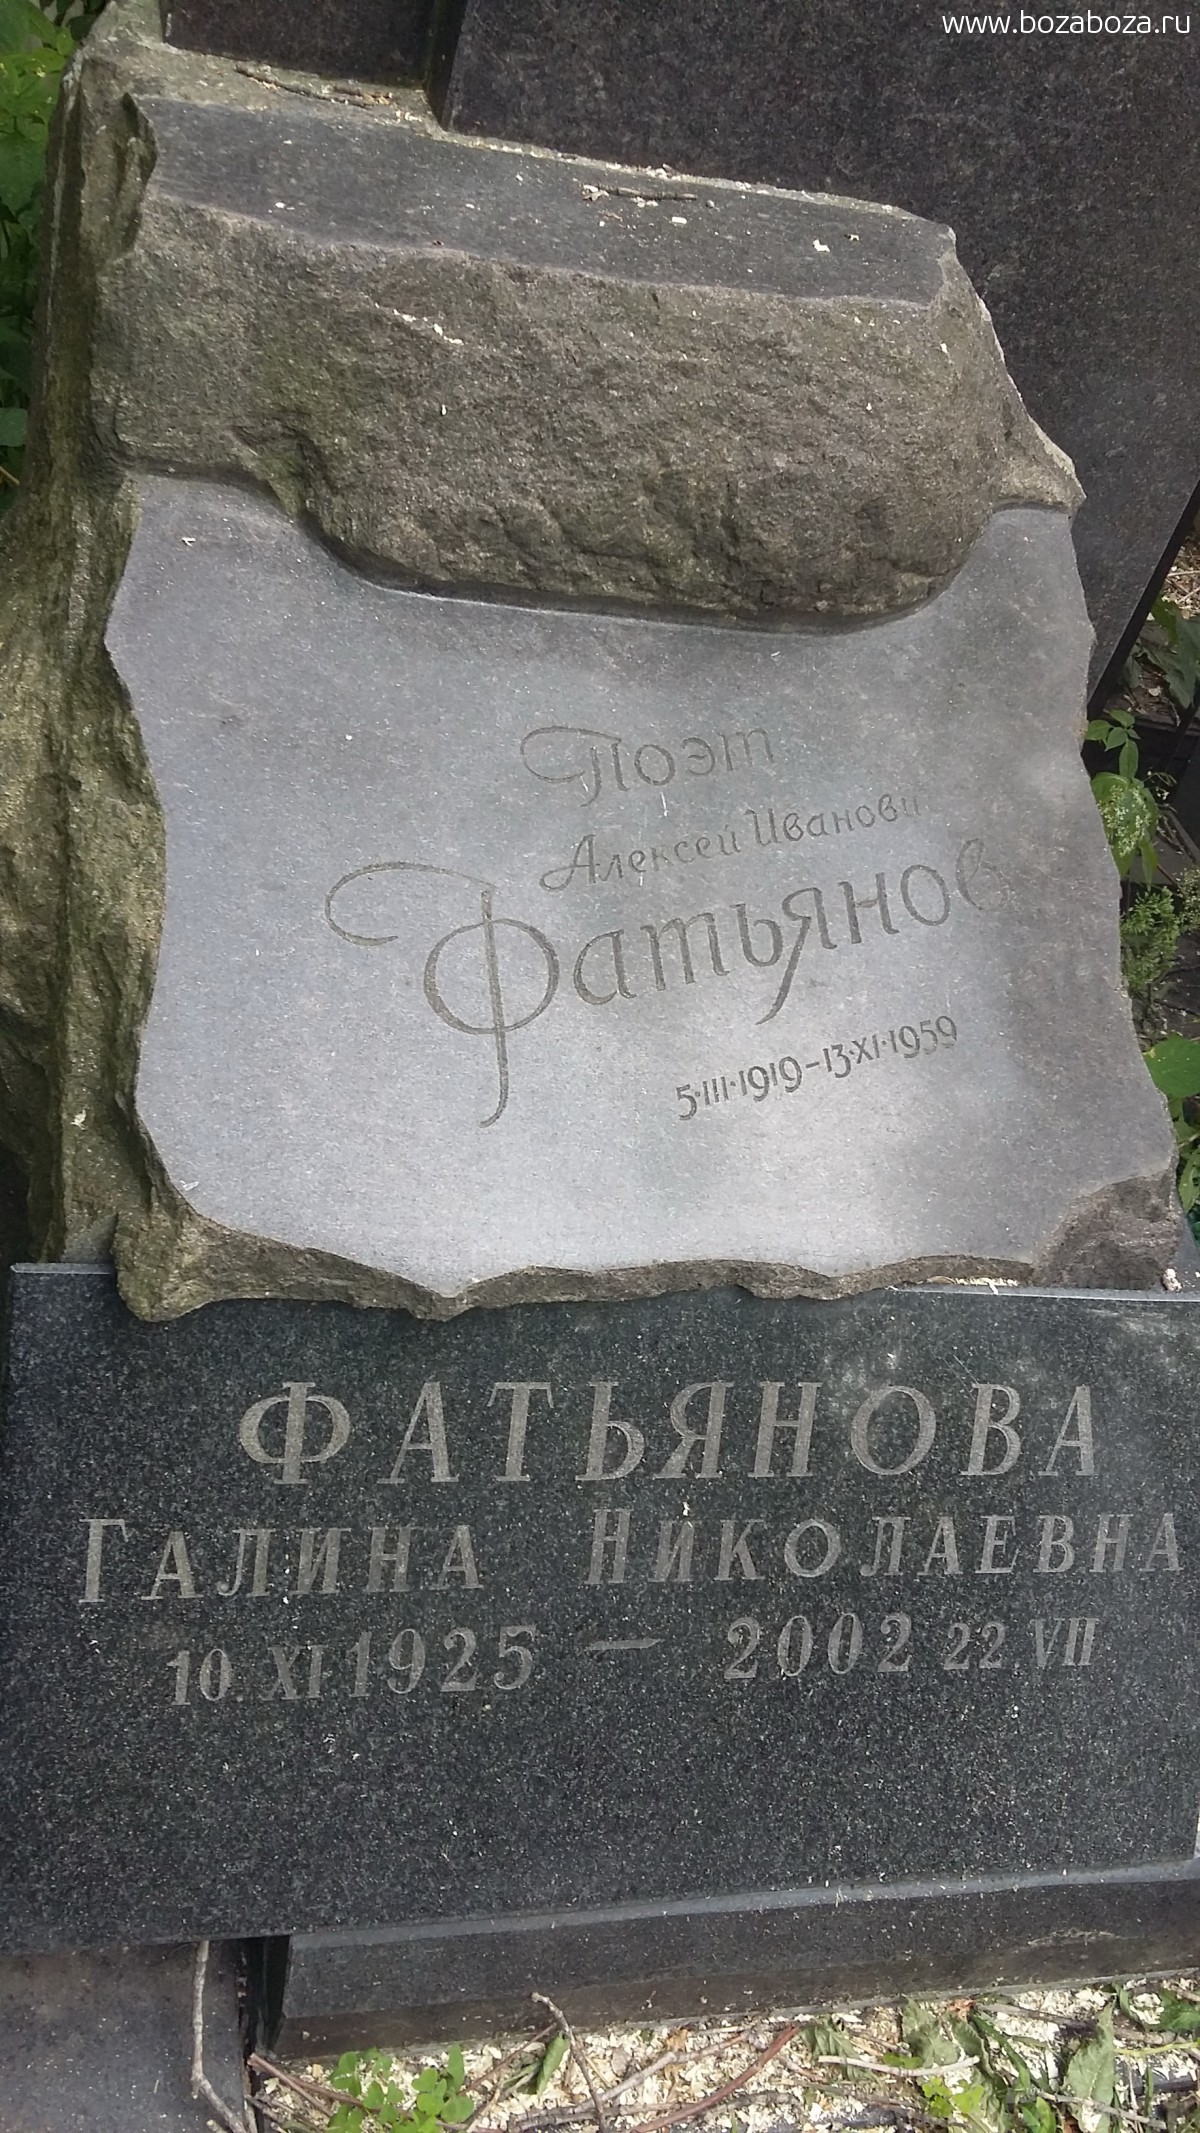 www.bozaboza.ru
Поэт
Алексей Иванович
Фатьянов
5·III·1919–13·XI·1959
ФАТЬЯНОВА
ГАЛИНА НИКОЛАЕВНА
10. XI 1925 — 2002 22 VII